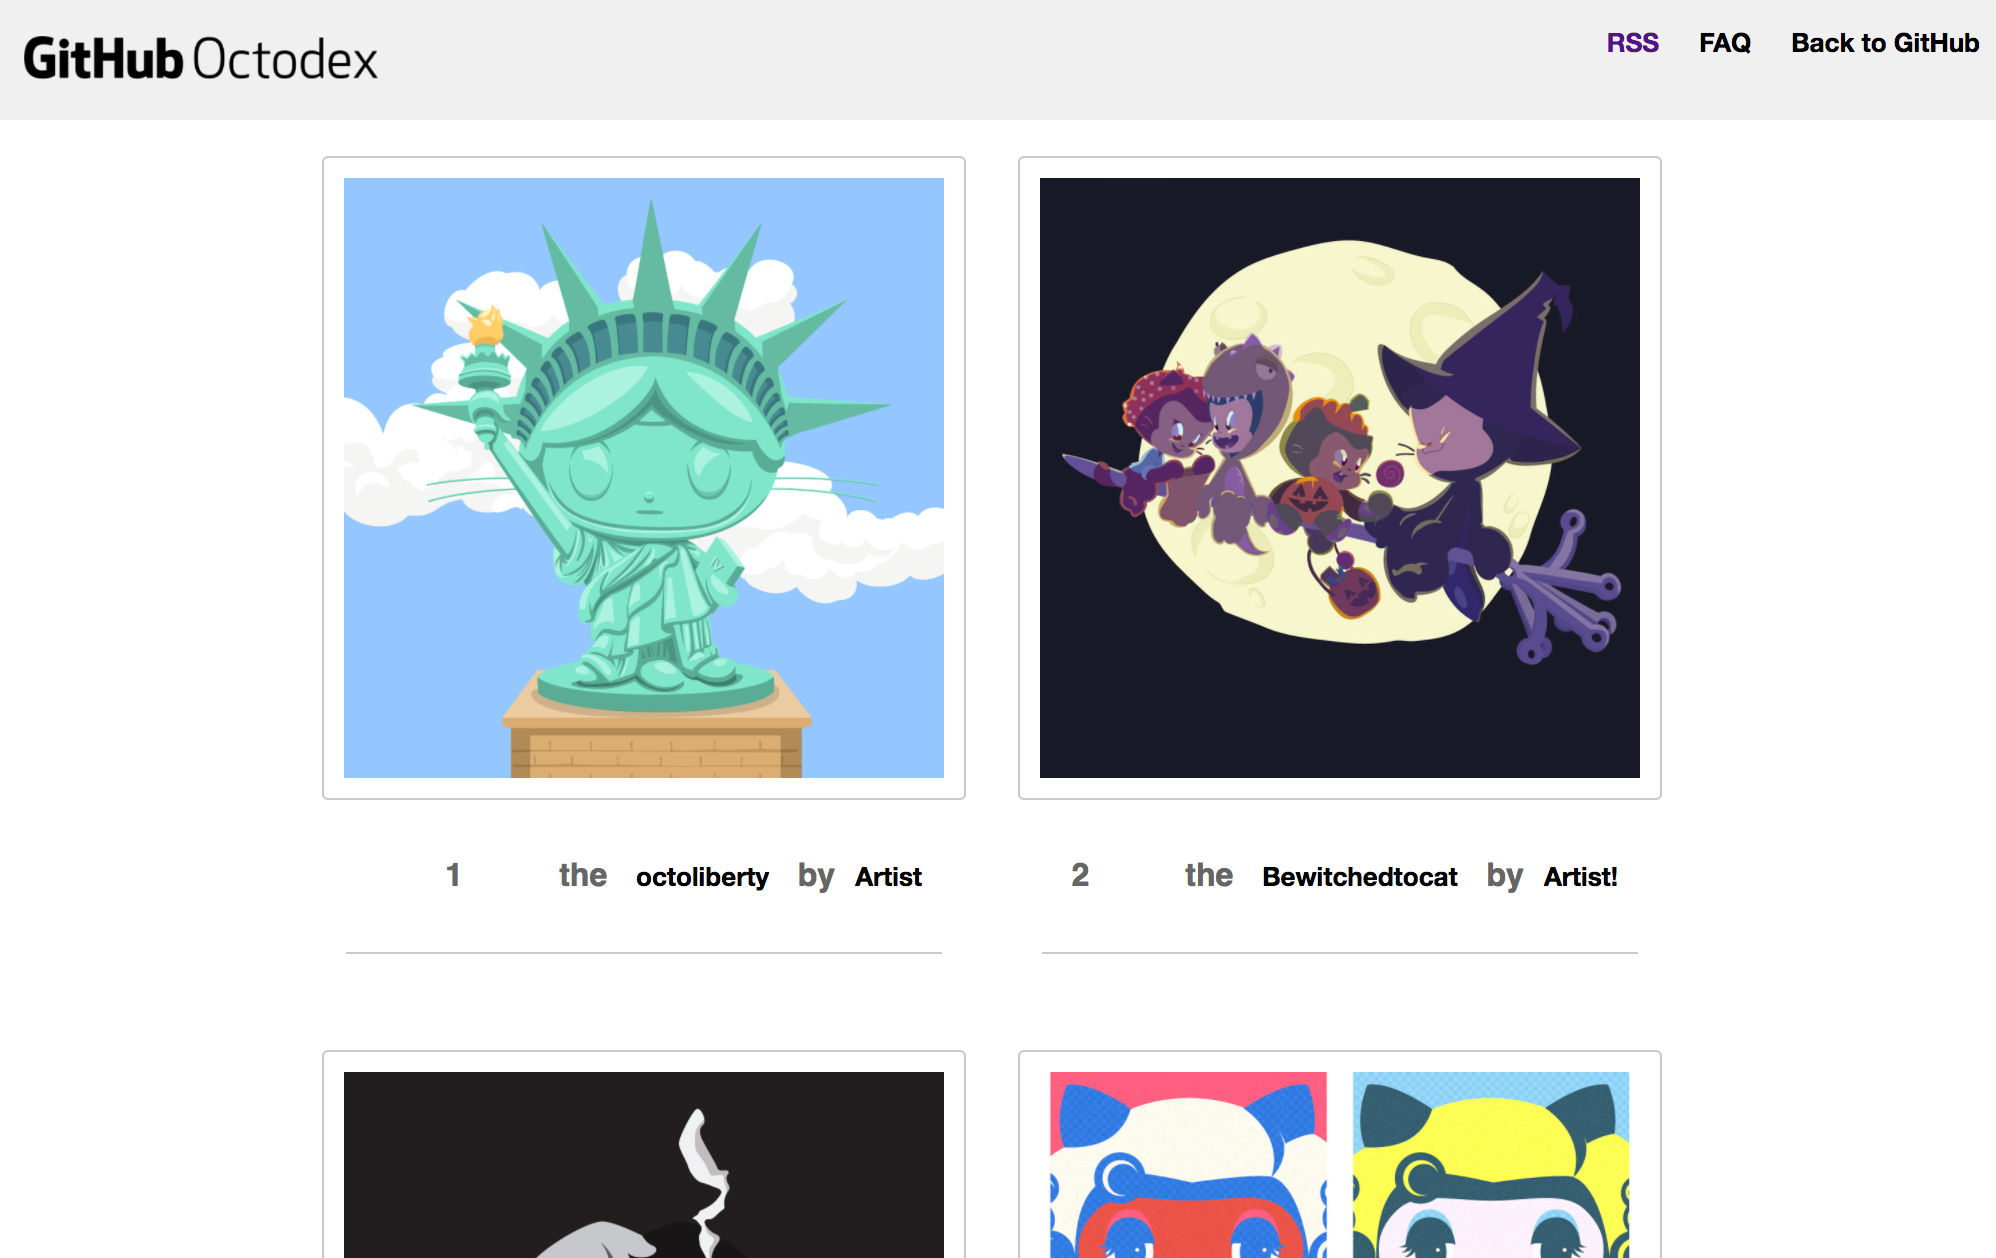 GitHub Octodex
RSS FAQ Back to GitHub
1 the octoliberty by Artist
2 the Bewitchedtocat by Artist!